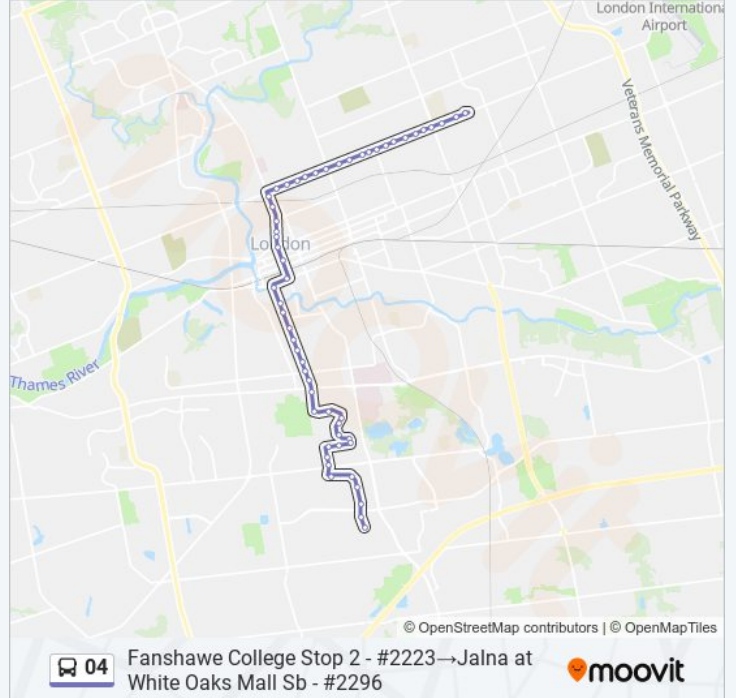 London Internationa
Airport
Veterans Memorial Parkway
London
Thames River
© OpenStreetMap contributors | © OpenMapTiles
04
Fanshawe College Stop 2 - #2223→Jalna at
White Oaks Mall Sb - #2296
moovit